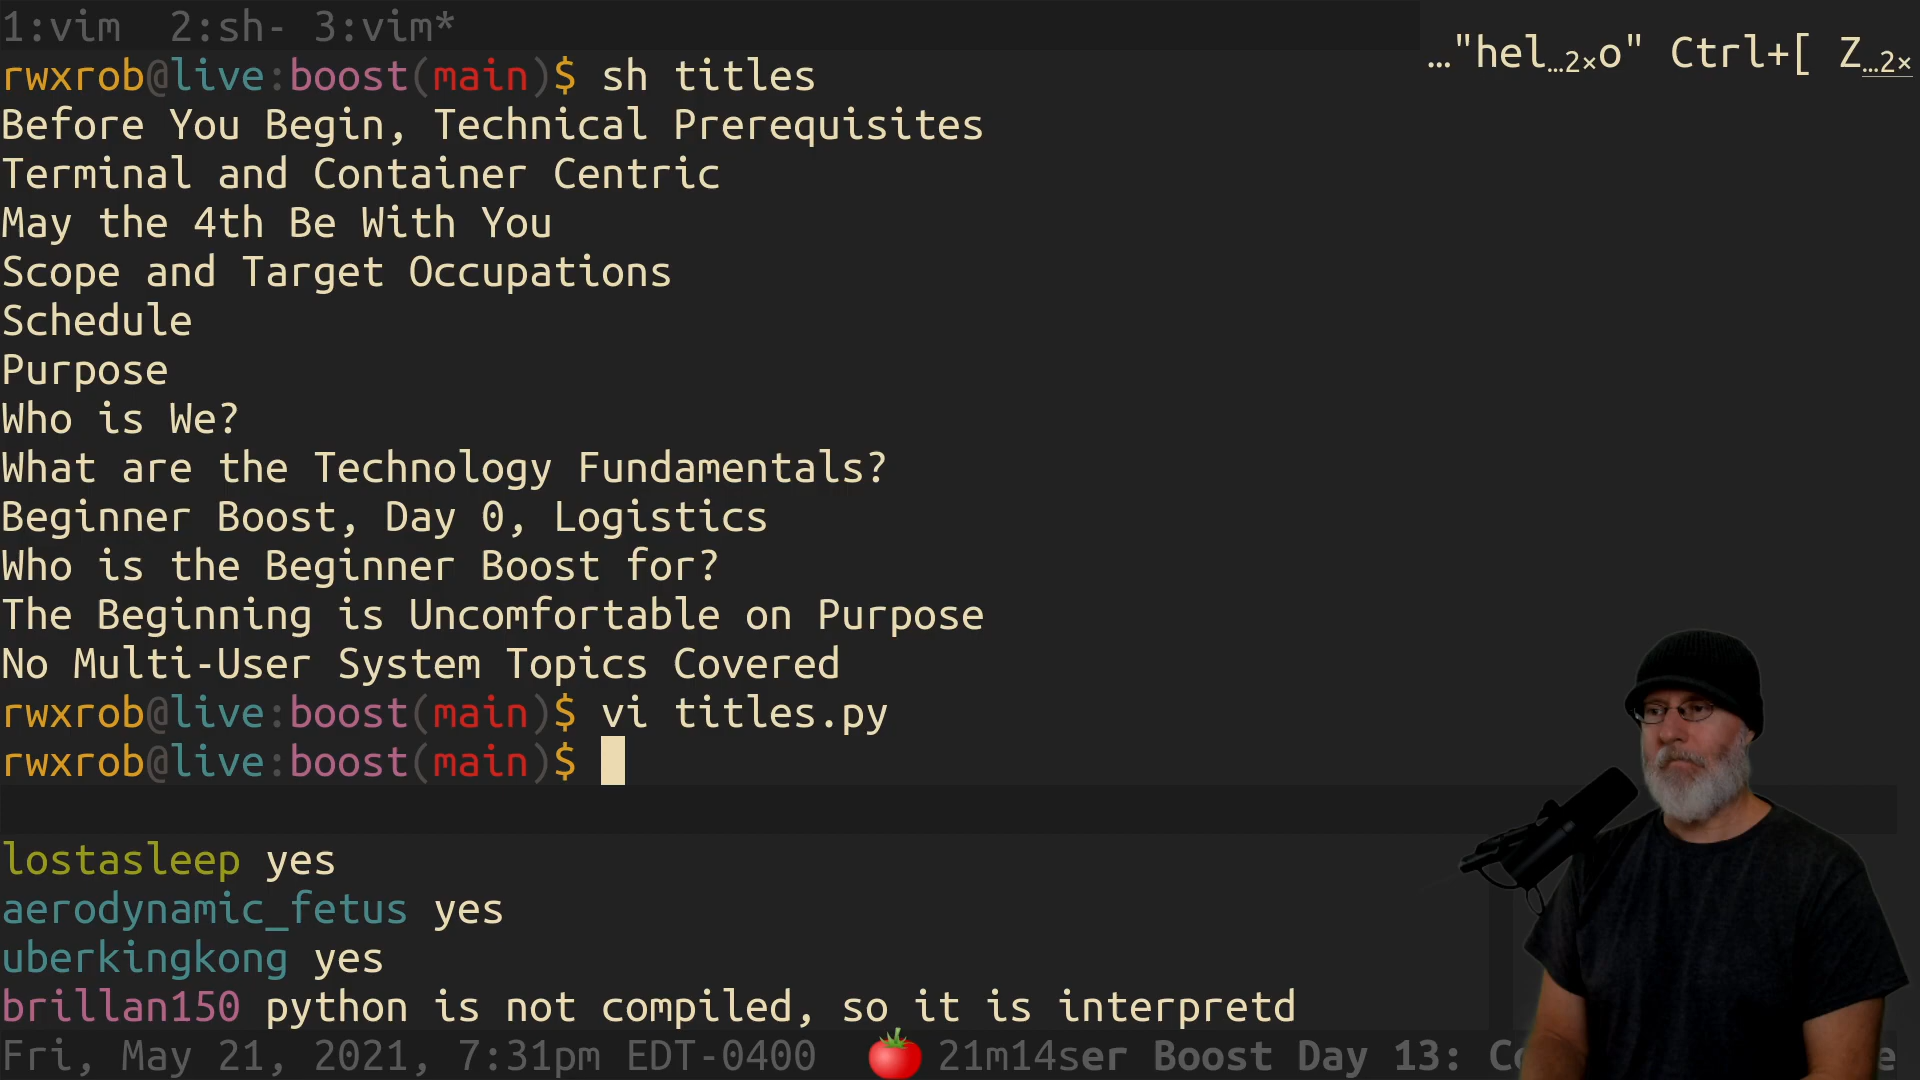 1:vim  2:sh- 3:vim*
…"hel…2×o" Ctrl+[ Z…2×
rwxrob@live:boost(main)$ sh titles
Before You Begin, Technical Prerequisites
Terminal and Container Centric
May the 4th Be With You
Scope and Target Occupations
Schedule
Purpose
Who is We?
What are the Technology Fundamentals?
Beginner Boost, Day 0, Logistics
Who is the Beginner Boost for?
The Beginning is Uncomfortable on Purpose
No Multi-User System Topics Covered
rwxrob@live:boost(main)$ vi titles.py
rwxrob@live:boost(main)$
lostasleep yes
aerodynamic_fetus yes
uberkingkong yes
brillan150 python is not compiled, so it is interpretd
Fri, May 21, 2021, 7:31pm EDT-0400 🍅 21m14ser Boost Day 13: